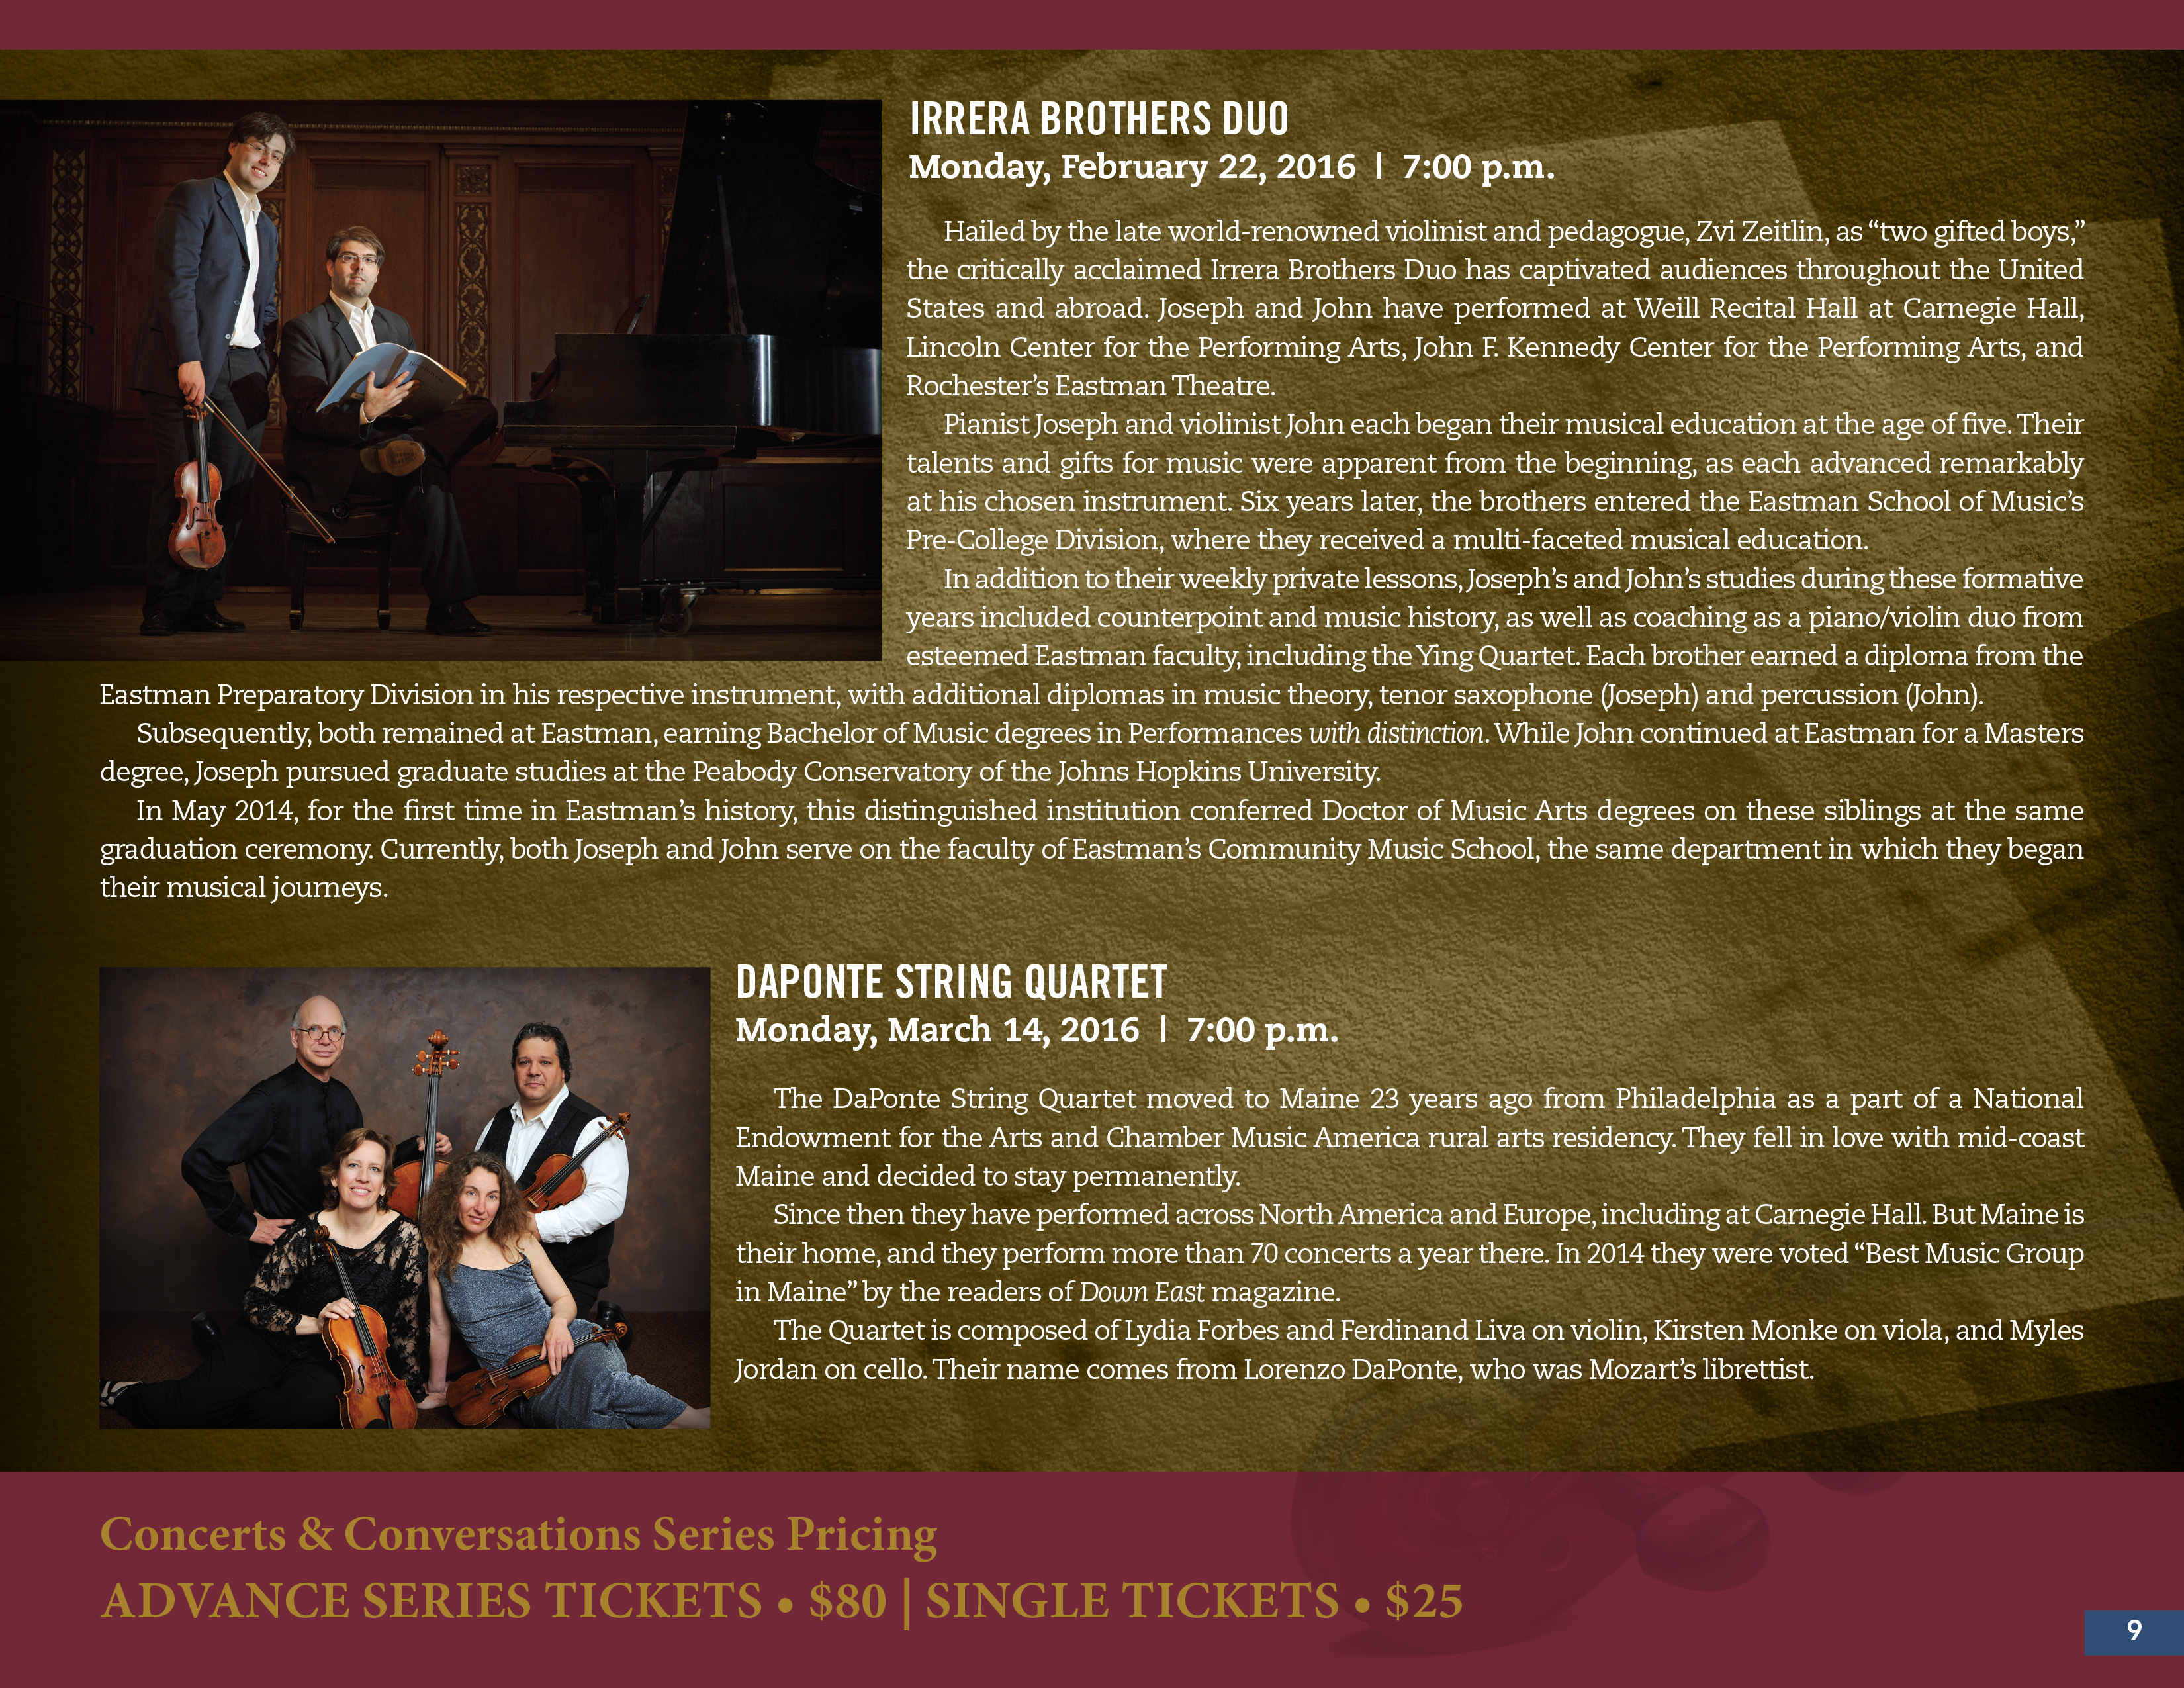 IRRERA BROTHERS DUO
Monday, February 22, 2016 | 7:00 p.m.
Hailed by the late world-renowned violinist and pedagogue, Zvi Zeitlin, as “two gifted boys,”
the critically acclaimed Irrera Brothers Duo has captivated audiences throughout the United
States and abroad. Joseph and John have performed at Weill Recital Hall at Carnegie Hall,
Lincoln Center for the Performing Arts, John F. Kennedy Center for the Performing Arts, and
Rochester’s Eastman Theatre.
Pianist Joseph and violinist John each began their musical education at the age of five. Their
talents and gifts for music were apparent from the beginning, as each advanced remarkably
at his chosen instrument. Six years later, the brothers entered the Eastman School of Music’s
Pre-College Division, where they received a multi-faceted musical education.
In addition to their weekly private lessons, Joseph’s and John’s studies during these formative
years included counterpoint and music history, as well as coaching as a piano/violin duo from
esteemed Eastman faculty, including the Ying Quartet. Each brother earned a diploma from the
Eastman Preparatory Division in his respective instrument, with additional diplomas in music theory, tenor saxophone (Joseph) and percussion (John).
Subsequently, both remained at Eastman, earning Bachelor of Music degrees in Performances with distinction. While John continued at Eastman for a Masters
degree, Joseph pursued graduate studies at the Peabody Conservatory of the Johns Hopkins University.
In May 2014, for the first time in Eastman’s history, this distinguished institution conferred Doctor of Music Arts degrees on these siblings at the same
graduation ceremony. Currently, both Joseph and John serve on the faculty of Eastman’s Community Music School, the same department in which they began
their musical journeys.
DAPONTE STRING QUARTET
Monday, March 14, 2016 | 7:00 p.m.
The DaPonte String Quartet moved to Maine 23 years ago from Philadelphia as a part of a National
Endowment for the Arts and Chamber Music America rural arts residency. They fell in love with mid-coast
Maine and decided to stay permanently.
Since then they have performed across North America and Europe, including at Carnegie Hall. But Maine is
their home, and they perform more than 70 concerts a year there. In 2014 they were voted “Best Music Group
in Maine” by the readers of Down East magazine.
The Quartet is composed of Lydia Forbes and Ferdinand Liva on violin, Kirsten Monke on viola, and Myles
Jordan on cello. Their name comes from Lorenzo DaPonte, who was Mozart’s librettist.
Concerts & Conversations Series Pricing
ADVANCE SERIES TICKETS • $80 | SINGLE TICKETS • $25
9